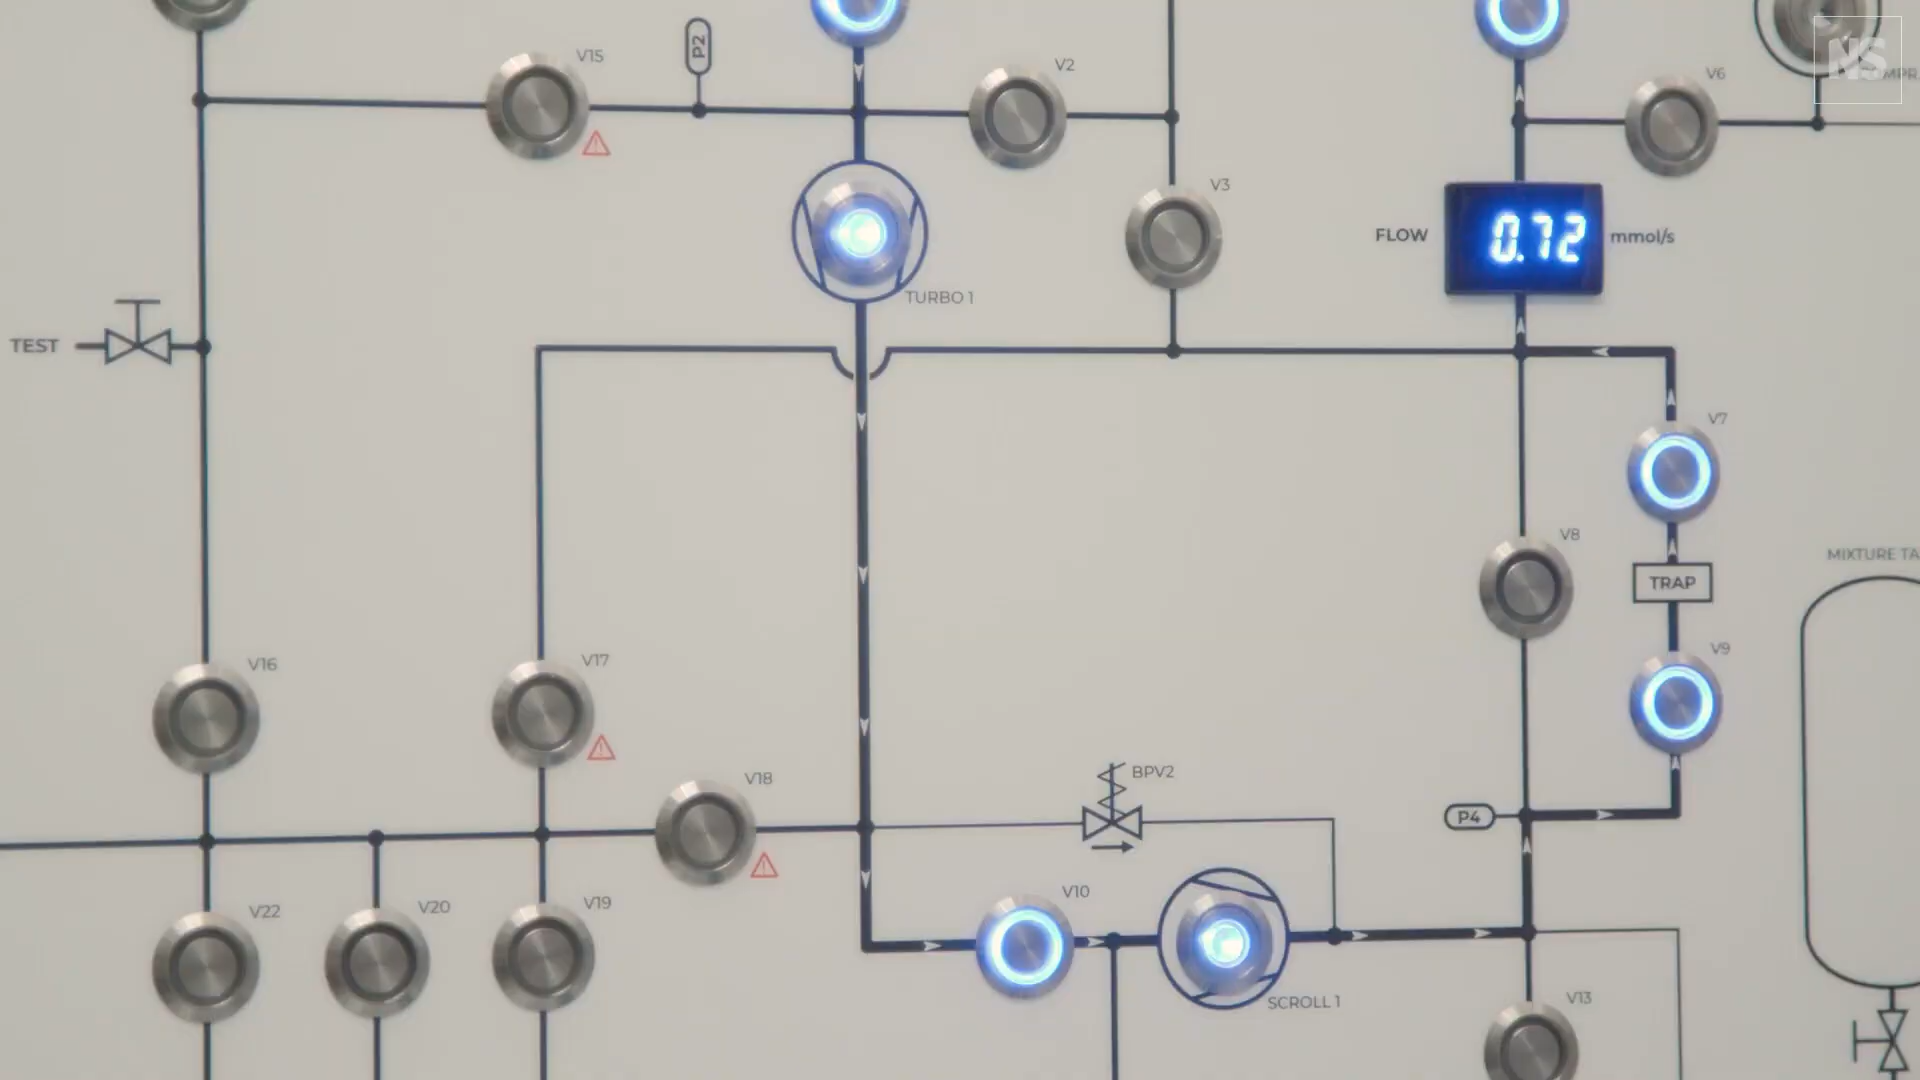 NS
P2
V15
V2
V6
V3
FLOW
0.72
mmol/s
TURBO 1
TEST
V7
V8
MIXTURE TA
TRAP
V9
V16
V17
V18
BPV2
P4
V10
V22
V20
V19
SCROLL 1
V13